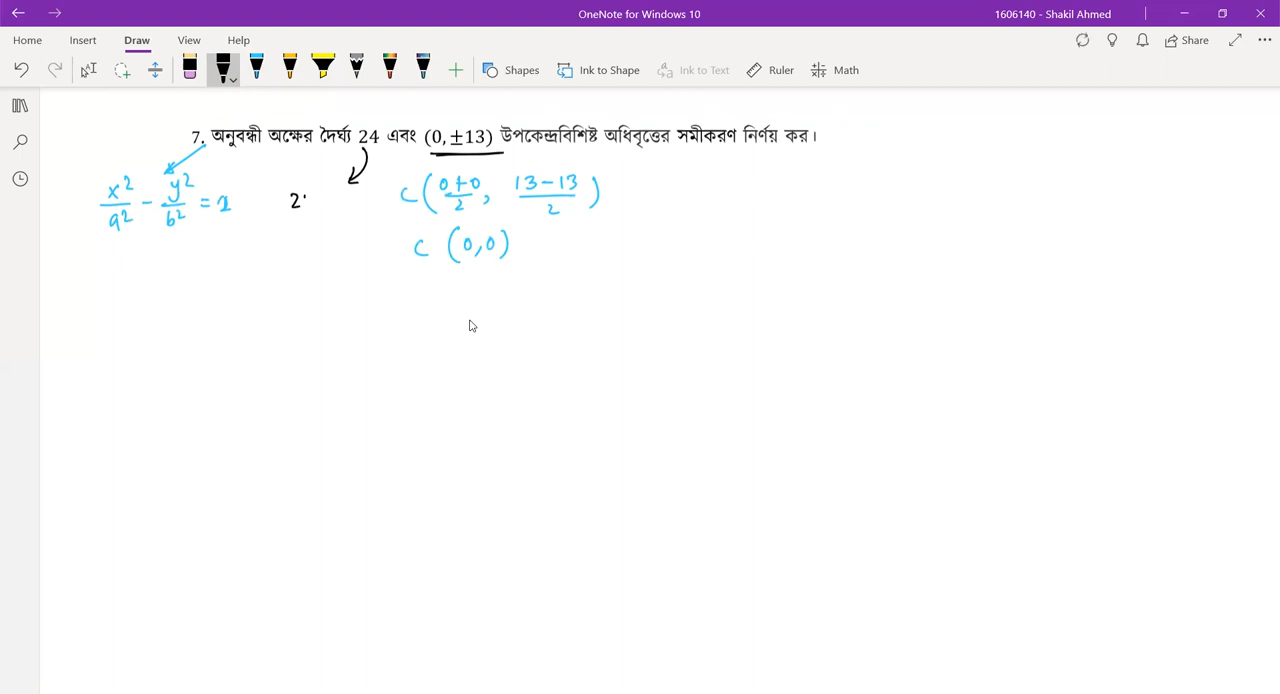 OneNote for Windows 10
1606140 - Shakil Ahmed
Home Insert Draw View Help
Share
Shapes Ink to Shape Ink to Text Ruler Math
7. অনুবন্ধী অক্ষের দৈর্ঘ্য 24 এবং (0, ±13) উপকেন্দ্রবিশিষ্ট অধিবৃত্তের সমীকরণ নির্ণয় কর।
x²/a² - y²/b² = 1
2
C (0+0/2, 13-13/2)
C (0,0)